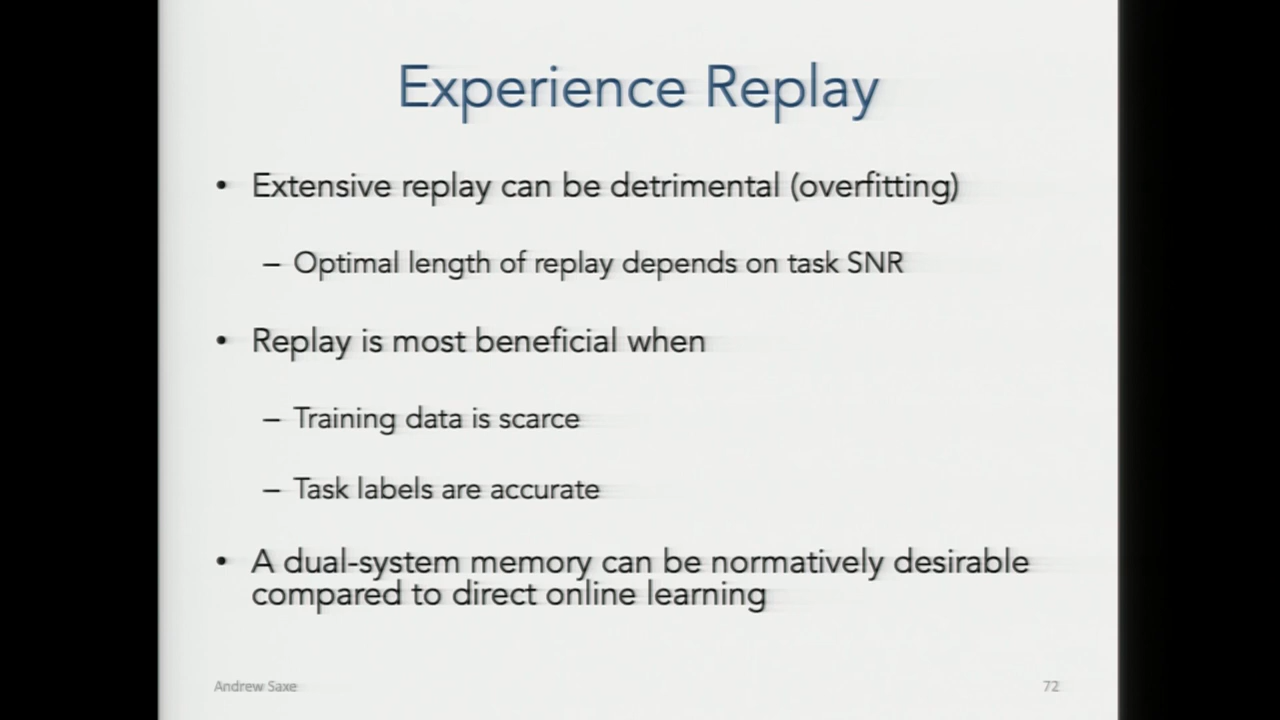 Experience Replay
• Extensive replay can be detrimental (overfitting)
– Optimal length of replay depends on task SNR
• Replay is most beneficial when
– Training data is scarce
– Task labels are accurate
• A dual-system memory can be normatively desirable
compared to direct online learning
Andrew Saxe
72